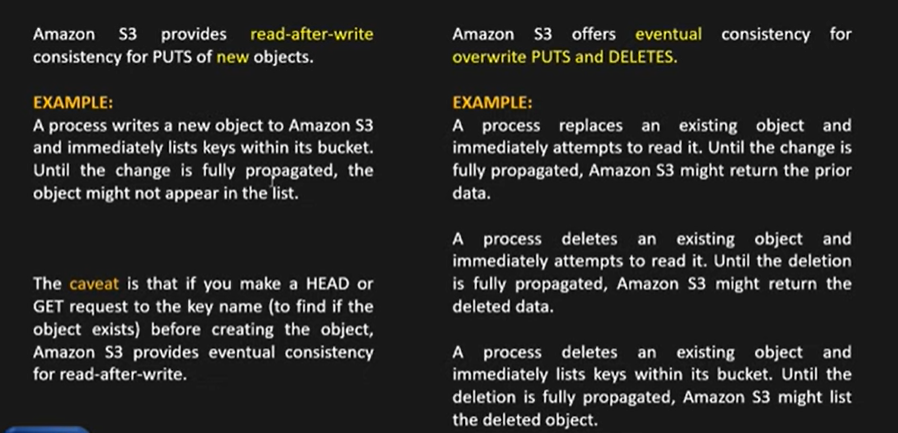 Amazon S3 provides read-after-write
consistency for PUTS of new objects.
EXAMPLE:
A process writes a new object to Amazon S3
and immediately lists keys within its bucket.
Until the change is fully propagated, the
object might not appear in the list.
The caveat is that if you make a HEAD or
GET request to the key name (to find if the
object exists) before creating the object,
Amazon S3 provides eventual consistency
for read-after-write.
Amazon S3 offers eventual consistency for
overwrite PUTS and DELETES.
EXAMPLE:
A process replaces an existing object and
immediately attempts to read it. Until the change is
fully propagated, Amazon S3 might return the prior
data.
A process deletes an existing object and
immediately attempts to read it. Until the deletion
is fully propagated, Amazon S3 might return the
deleted data.
A process deletes an existing object and
immediately lists keys within its bucket. Until the
deletion is fully propagated, Amazon S3 might list
the deleted object.